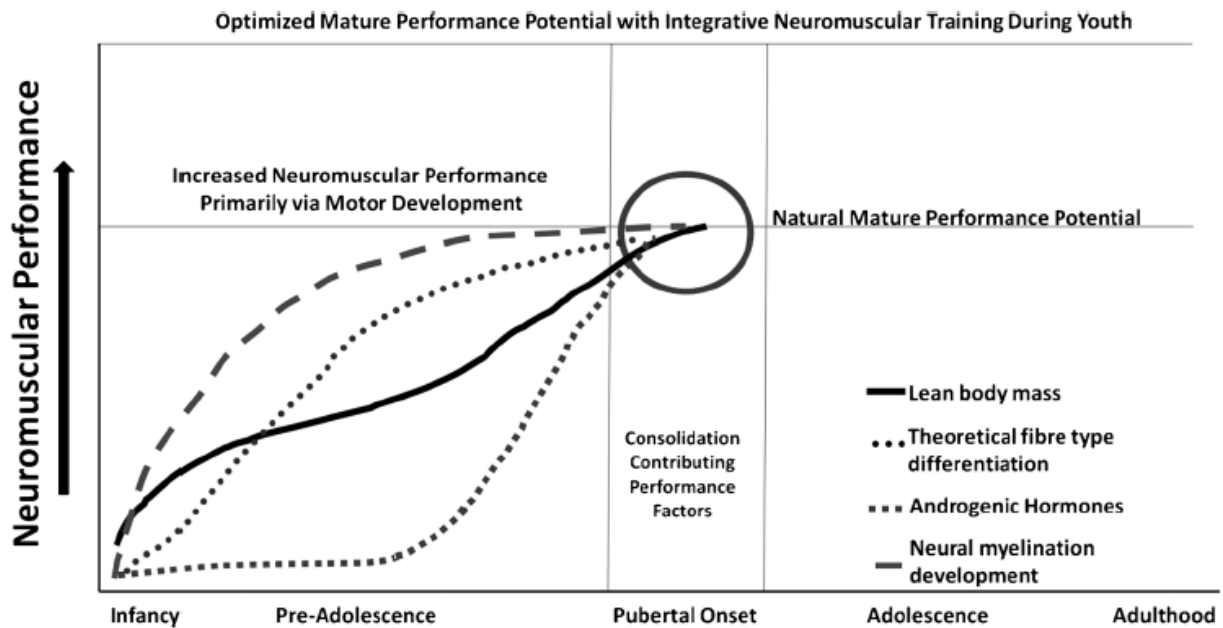 Optimized Mature Performance Potential with Integrative Neuromuscular Training During Youth
Neuromuscular Performance
Increased Neuromuscular Performance
Primarily via Motor Development
Natural Mature Performance Potential
Consolidation
Contributing
Performance
Factors
Lean body mass
Theoretical fibre type
differentiation
Androgenic Hormones
Neural myelination
development
Infancy
Pre-Adolescence
Pubertal Onset
Adolescence
Adulthood